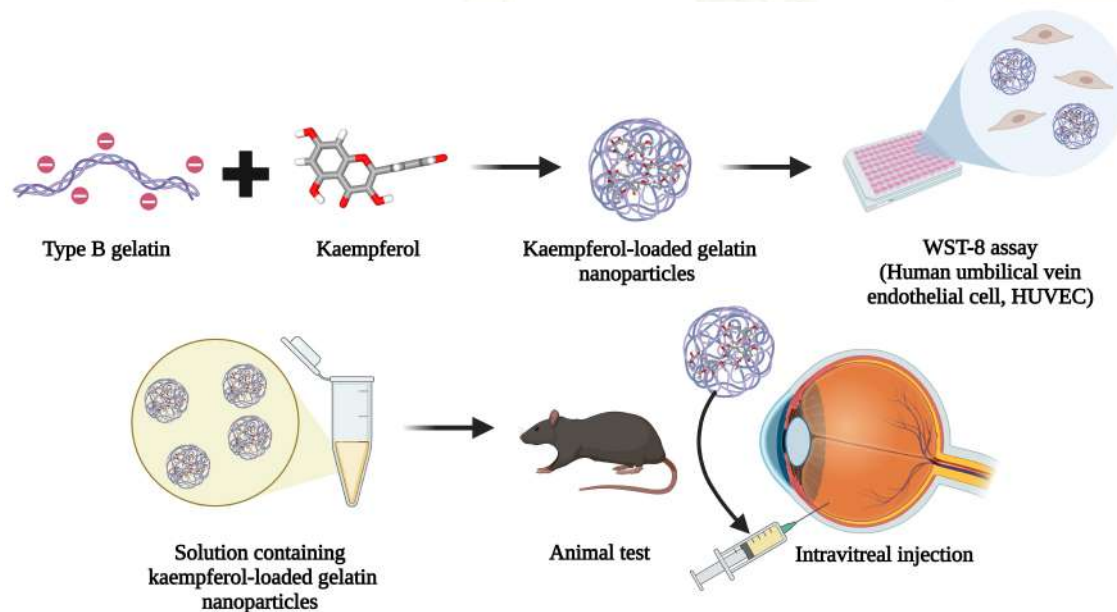 Type B gelatin
Kaempferol
Kaempferol-loaded gelatin
nanoparticles
WST-8 assay
(Human umbilical vein
endothelial cell, HUVEC)
Solution containing
kaempferol-loaded gelatin
nanoparticles
Animal test
Intravitreal injection